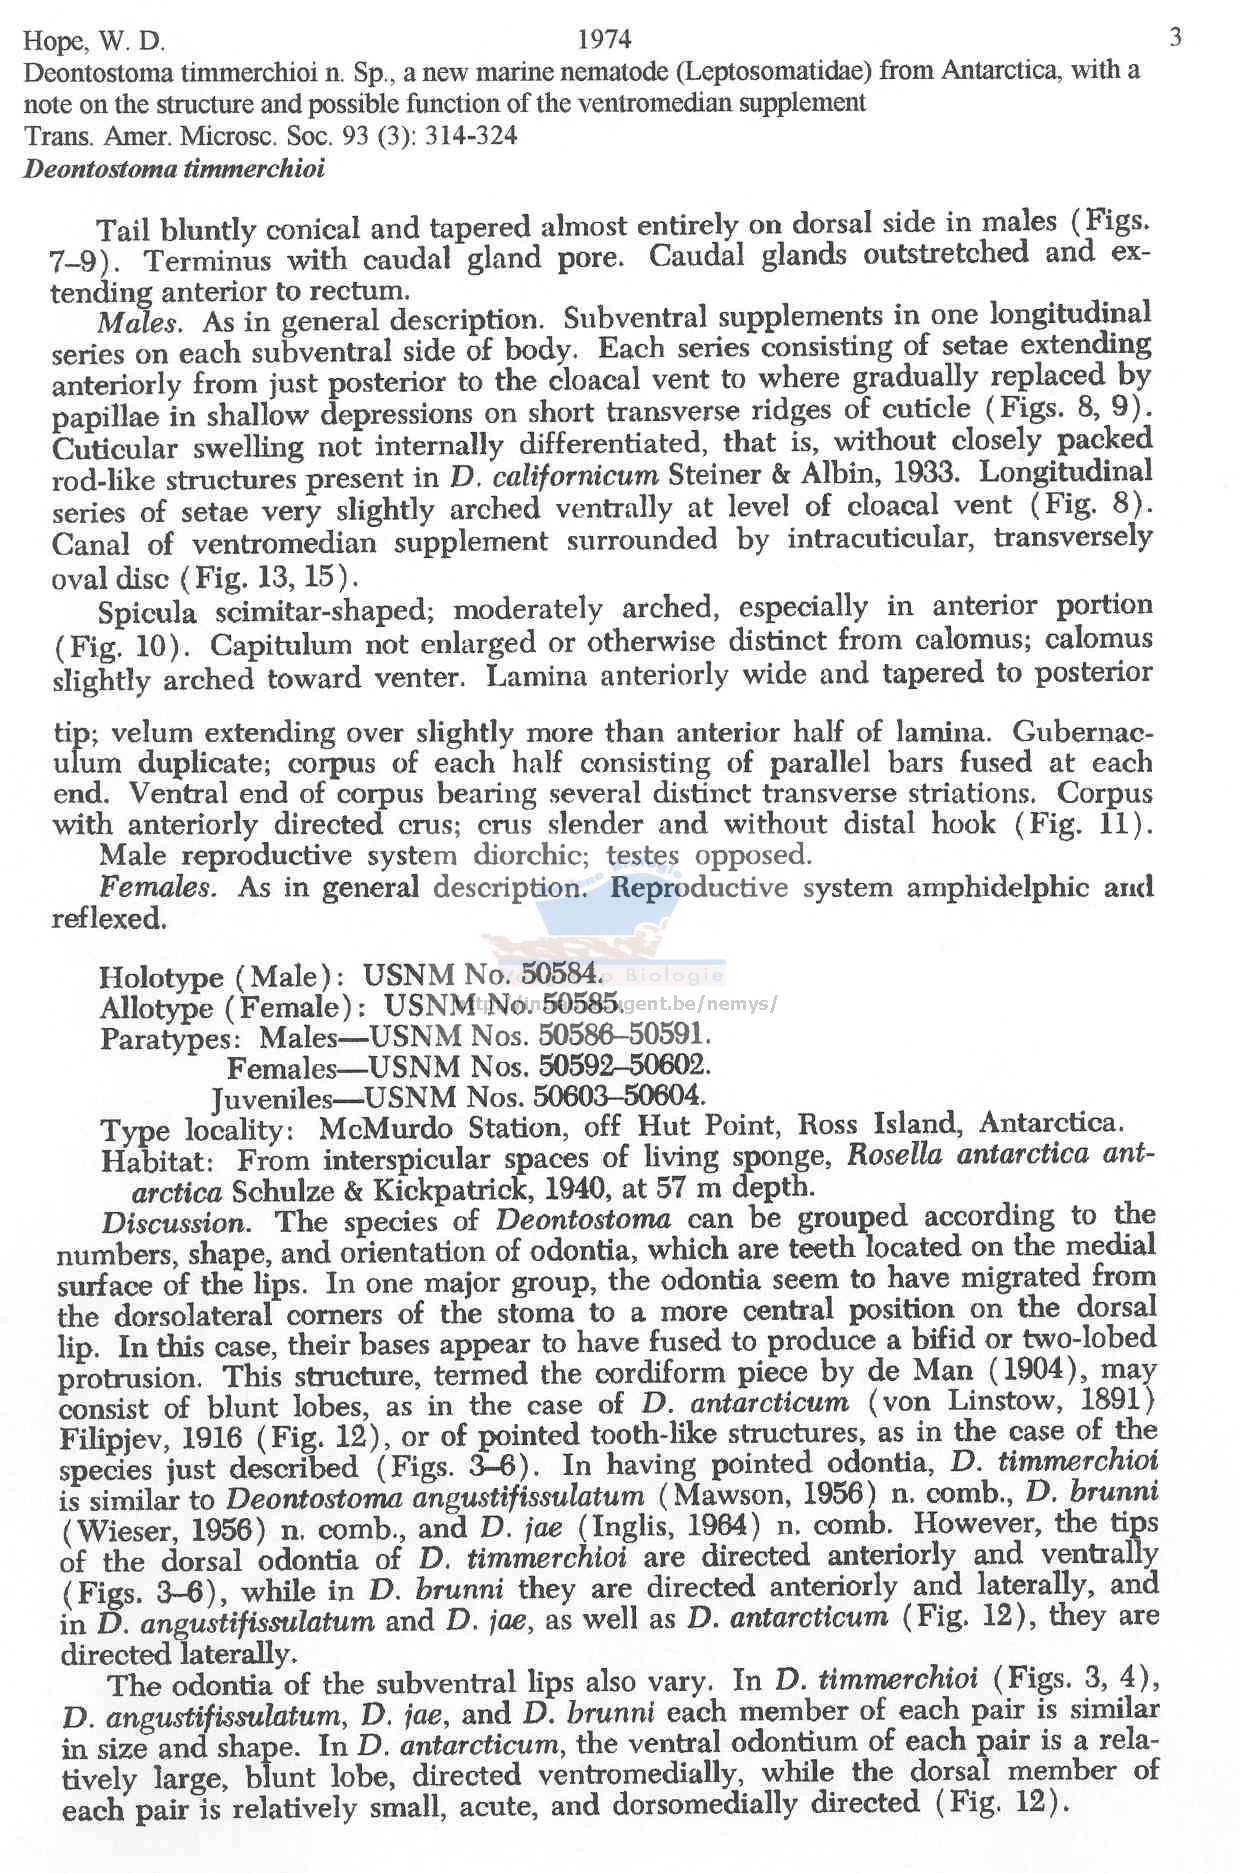 Hope, W. D. 1974 3
Deontostoma timmerchioi n. Sp., a new marine nematode (Leptosomatidae) from Antarctica, with a
note on the structure and possible function of the ventromedian supplement
Trans. Amer. Microsc. Soc. 93 (3): 314-324
Deontostoma timmerchioi
Tail bluntly conical and tapered almost entirely on dorsal side in males (Figs.
7–9). Terminus with caudal gland pore. Caudal glands outstretched and ex-
tending anterior to rectum.
Males. As in general description. Subventral supplements in one longitudinal
series on each subventral side of body. Each series consisting of setae extending
anteriorly from just posterior to the cloacal vent to where gradually replaced by
papillae in shallow depressions on short transverse ridges of cuticle (Figs. 8, 9).
Cuticular swelling not internally differentiated, that is, without closely packed
rod-like structures present in D. californicum Steiner & Albin, 1933. Longitudinal
series of setae very slightly arched ventrally at level of cloacal vent (Fig. 8).
Canal of ventromedian supplement surrounded by intracuticular, transversely
oval disc (Fig. 13, 15).
Spicula scimitar-shaped; moderately arched, especially in anterior portion
(Fig. 10). Capitulum not enlarged or otherwise distinct from calomus; calomus
slightly arched toward venter. Lamina anteriorly wide and tapered to posterior
tip; velum extending over slightly more than anterior half of lamina. Gubernac-
ulum duplicate; corpus of each half consisting of parallel bars fused at each
end. Ventral end of corpus bearing several distinct transverse striations. Corpus
with anteriorly directed crus; crus slender and without distal hook (Fig. 11).
Male reproductive system diorchic; testes opposed.
Females. As in general description. Reproductive system amphidelphic and
reflexed.
Holotype (Male): USNM No. 50584.
Allotype (Female): USNM No. 50585.
Paratypes: Males—USNM Nos. 50586–50591.
Females—USNM Nos. 50592–50602.
Juveniles—USNM Nos. 50603–50604.
Type locality: McMurdo Station, off Hut Point, Ross Island, Antarctica.
Habitat: From interspicular spaces of living sponge, Rosella antarctica ant-
arctica Schulze & Kickpatrick, 1940, at 57 m depth.
Discussion. The species of Deontostoma can be grouped according to the
numbers, shape, and orientation of odontia, which are teeth located on the medial
surface of the lips. In one major group, the odontia seem to have migrated from
the dorsolateral corners of the stoma to a more central position on the dorsal
lip. In this case, their bases appear to have fused to produce a bifid or two-lobed
protrusion. This structure, termed the cordiform piece by de Man (1904), may
consist of blunt lobes, as in the case of D. antarcticum (von Linstow, 1891)
Filipjev, 1916 (Fig. 12), or of pointed tooth-like structures, as in the case of the
species just described (Figs. 3–6). In having pointed odontia, D. timmerchioi
is similar to Deontostoma angustifissulatum (Mawson, 1956) n. comb., D. brunni
(Wieser, 1956) n. comb., and D. jae (Inglis, 1964) n. comb. However, the tips
of the dorsal odontia of D. timmerchioi are directed anteriorly and ventrally
(Figs. 3–6), while in D. brunni they are directed anteriorly and laterally, and
in D. angustifissulatum and D. jae, as well as D. antarcticum (Fig. 12), they are
directed laterally.
The odontia of the subventral lips also vary. In D. timmerchioi (Figs. 3, 4),
D. angustifissulatum, D. jae, and D. brunni each member of each pair is similar
in size and shape. In D. antarcticum, the ventral odontium of each pair is a rela-
tively large, blunt lobe, directed ventromedially, while the dorsal member of
each pair is relatively small, acute, and dorsomedially directed (Fig. 12).